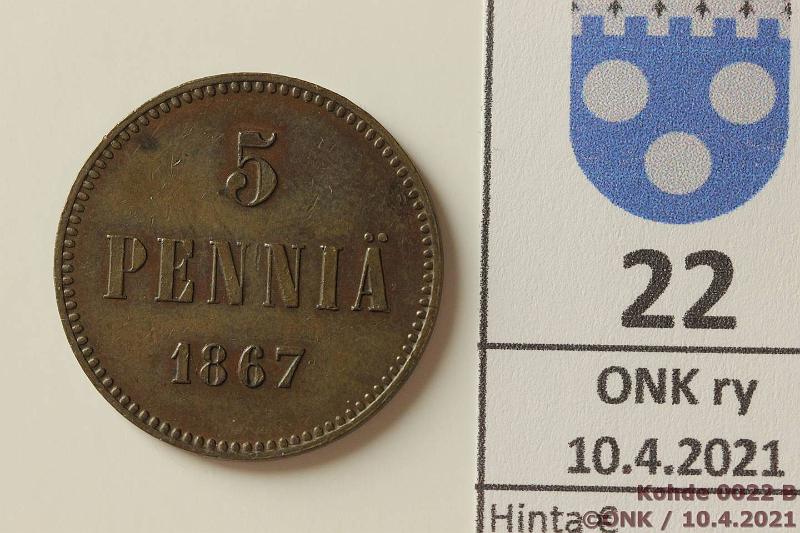 5
PENNIÄ
1867
22
ONK ry
10.4.2021
Hinta €
Kohde 0022 B
©ONK / 10.4.2021